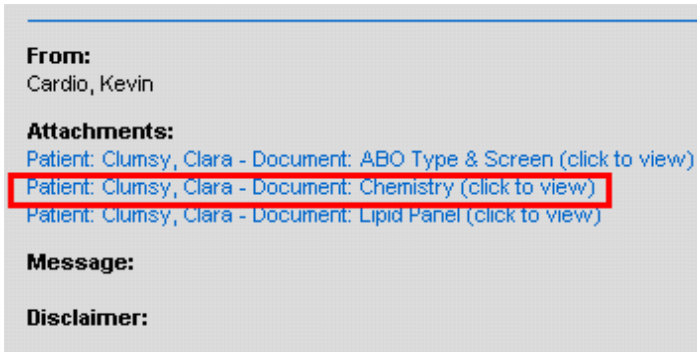 From:
Cardio, Kevin
Attachments:
Patient: Clumsy, Clara - Document: ABO Type & Screen (click to view)
Patient: Clumsy, Clara - Document: Chemistry (click to view)
Patient: Clumsy, Clara - Document: Lipid Panel (click to view)
Message:
Disclaimer: